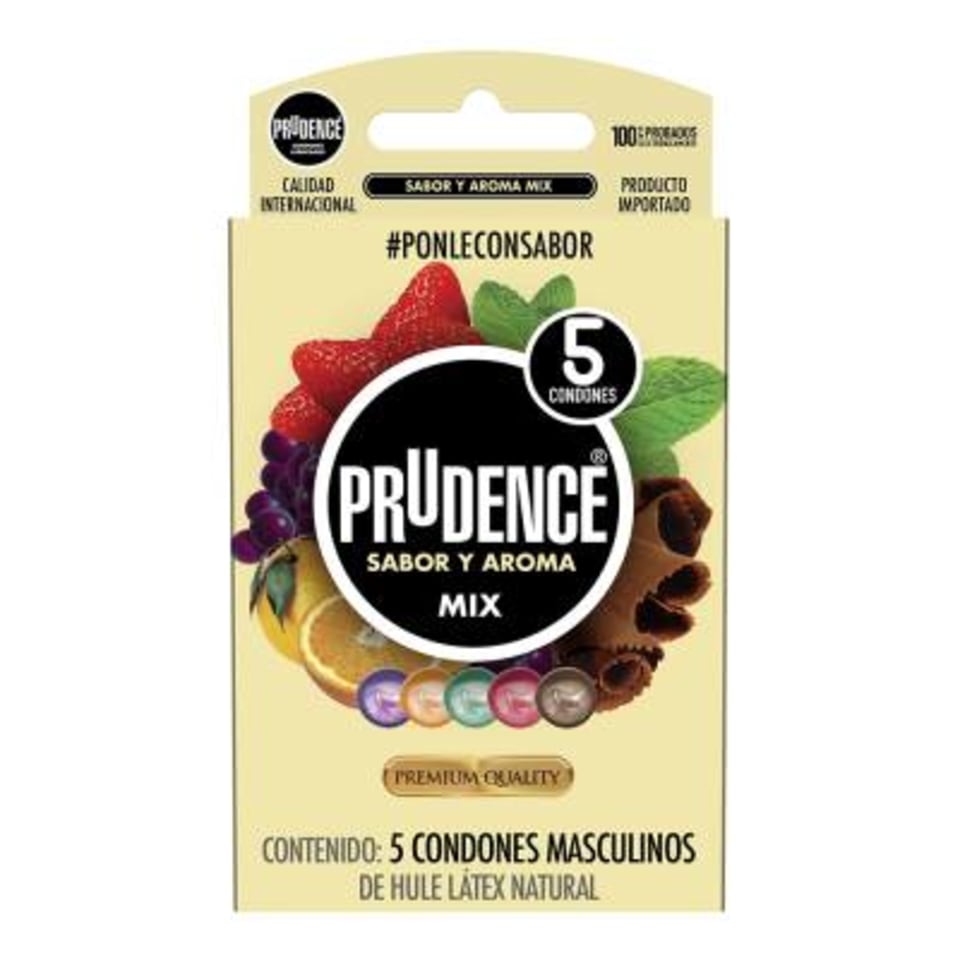 PRUDENCE
CALIDAD
INTERNACIONAL
SABOR Y AROMA MIX
100% PROBADOS
ELECTRÓNICAMENTE
PRODUCTO
IMPORTADO
#PONLECONSABOR
5
CONDONES
PRUDENCE®
SABOR Y AROMA
MIX
PREMIUM QUALITY
CONTENIDO: 5 CONDONES MASCULINOS
DE HULE LÁTEX NATURAL